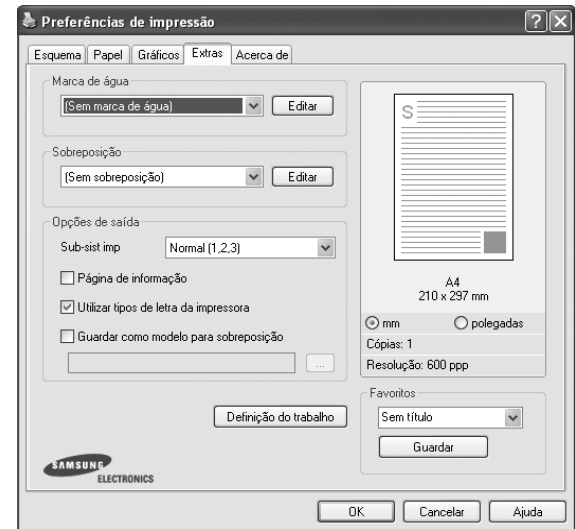 Preferências de impressão
Esquema Papel Gráficos Extras Acerca de
Marca de água
(Sem marca de água) Editar
Sobreposição
(Sem sobreposição) Editar
Opções de saída
Sub-sist imp Normal (1,2,3)
Página de informação
Utilizar tipos de letra da impressora
Guardar como modelo para sobreposição
...
Definição do trabalho
SAMSUNG
ELECTRONICS
S
A4
210 x 297 mm
mm polegadas
Cópias: 1
Resolução: 600 ppp
Favoritos
Sem título
Guardar
OK Cancelar Ajuda